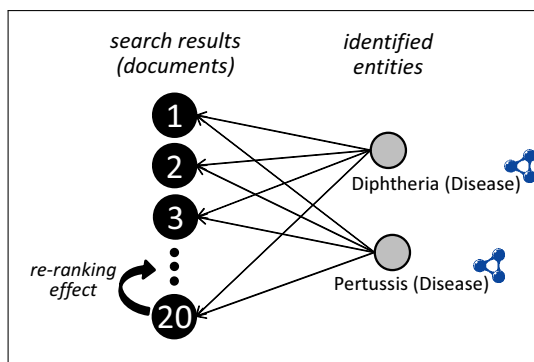 search results
(documents)
identified
entities
1
2
3
20
Diphtheria (Disease)
Pertussis (Disease)
re-ranking
effect